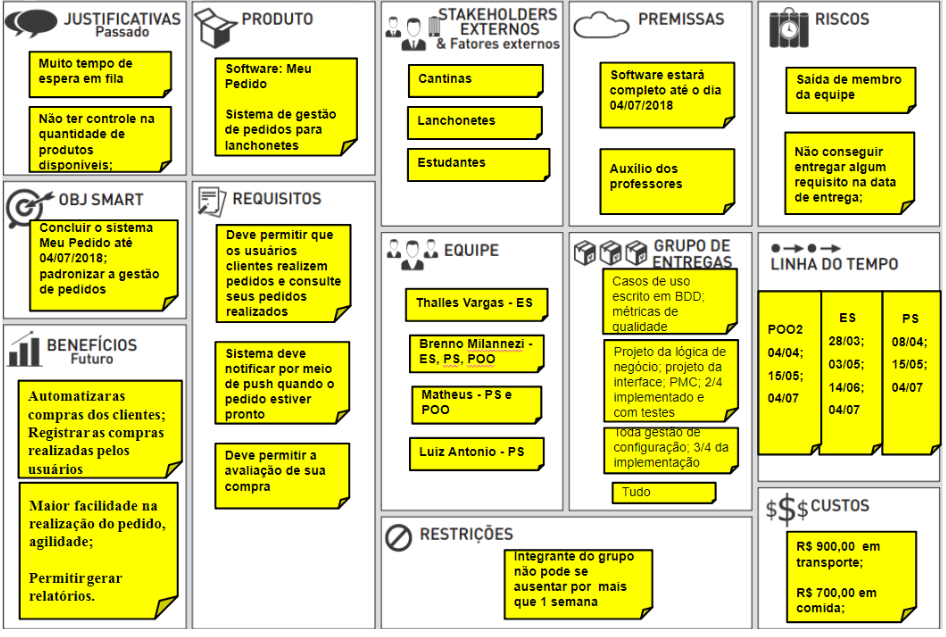 JUSTIFICATIVAS
Passado
Muito tempo de
espera em fila
Não ter controle na
quantidade de
produtos
disponíveis;
PRODUTO
Software: Meu
Pedido
Sistema de gestão
de pedidos para
lanchonetes
STAKEHOLDERS
EXTERNOS
& Fatores externos
Cantinas
Lanchonetes
Estudantes
PREMISSAS
Software estará
completo até o dia
04/07/2018
Auxílio dos
professores
RISCOS
Saída de membro
da equipe
Não conseguir
entregar algum
requisito na data
de entrega;
OBJ SMART
Concluir o sistema
Meu Pedido até
04/07/2018;
padronizar a gestão
de pedidos
REQUISITOS
Deve permitir que
os usuários
clientes realizem
pedidos e consulte
seus pedidos
realizados
Sistema deve
notificar por meio
de push quando o
pedido estiver
pronto
Deve permitir a
avaliação de sua
compra
EQUIPE
Thalles Vargas - ES
Brenno Milannezi -
ES, PS, POO
Matheus - PS e
POO
Luiz Antonio - PS
GRUPO DE
ENTREGAS
Casos de uso
escrito em BDD;
métricas de
qualidade
Projeto da lógica de
negócio; projeto da
interface; PMC; 2/4
implementado e
com testes
Toda gestão de
configuração; 3/4 da
implementação
Tudo
LINHA DO TEMPO
POO2
04/04;
15/05;
04/07
ES
28/03;
03/05;
14/06;
04/07
PS
08/04;
15/05;
04/07
BENEFÍCIOS
Futuro
Automatizar as
compras dos clientes;
Registrar as compras
realizadas pelos
usuários
Maior facilidade na
realização do pedido,
agilidade;
Permitir gerar
relatórios.
RESTRIÇÕES
Integrante do grupo
não pode se
ausentar por mais
que 1 semana
$$$ CUSTOS
R$ 900,00 em
transporte;
R$ 700,00 em
comida;